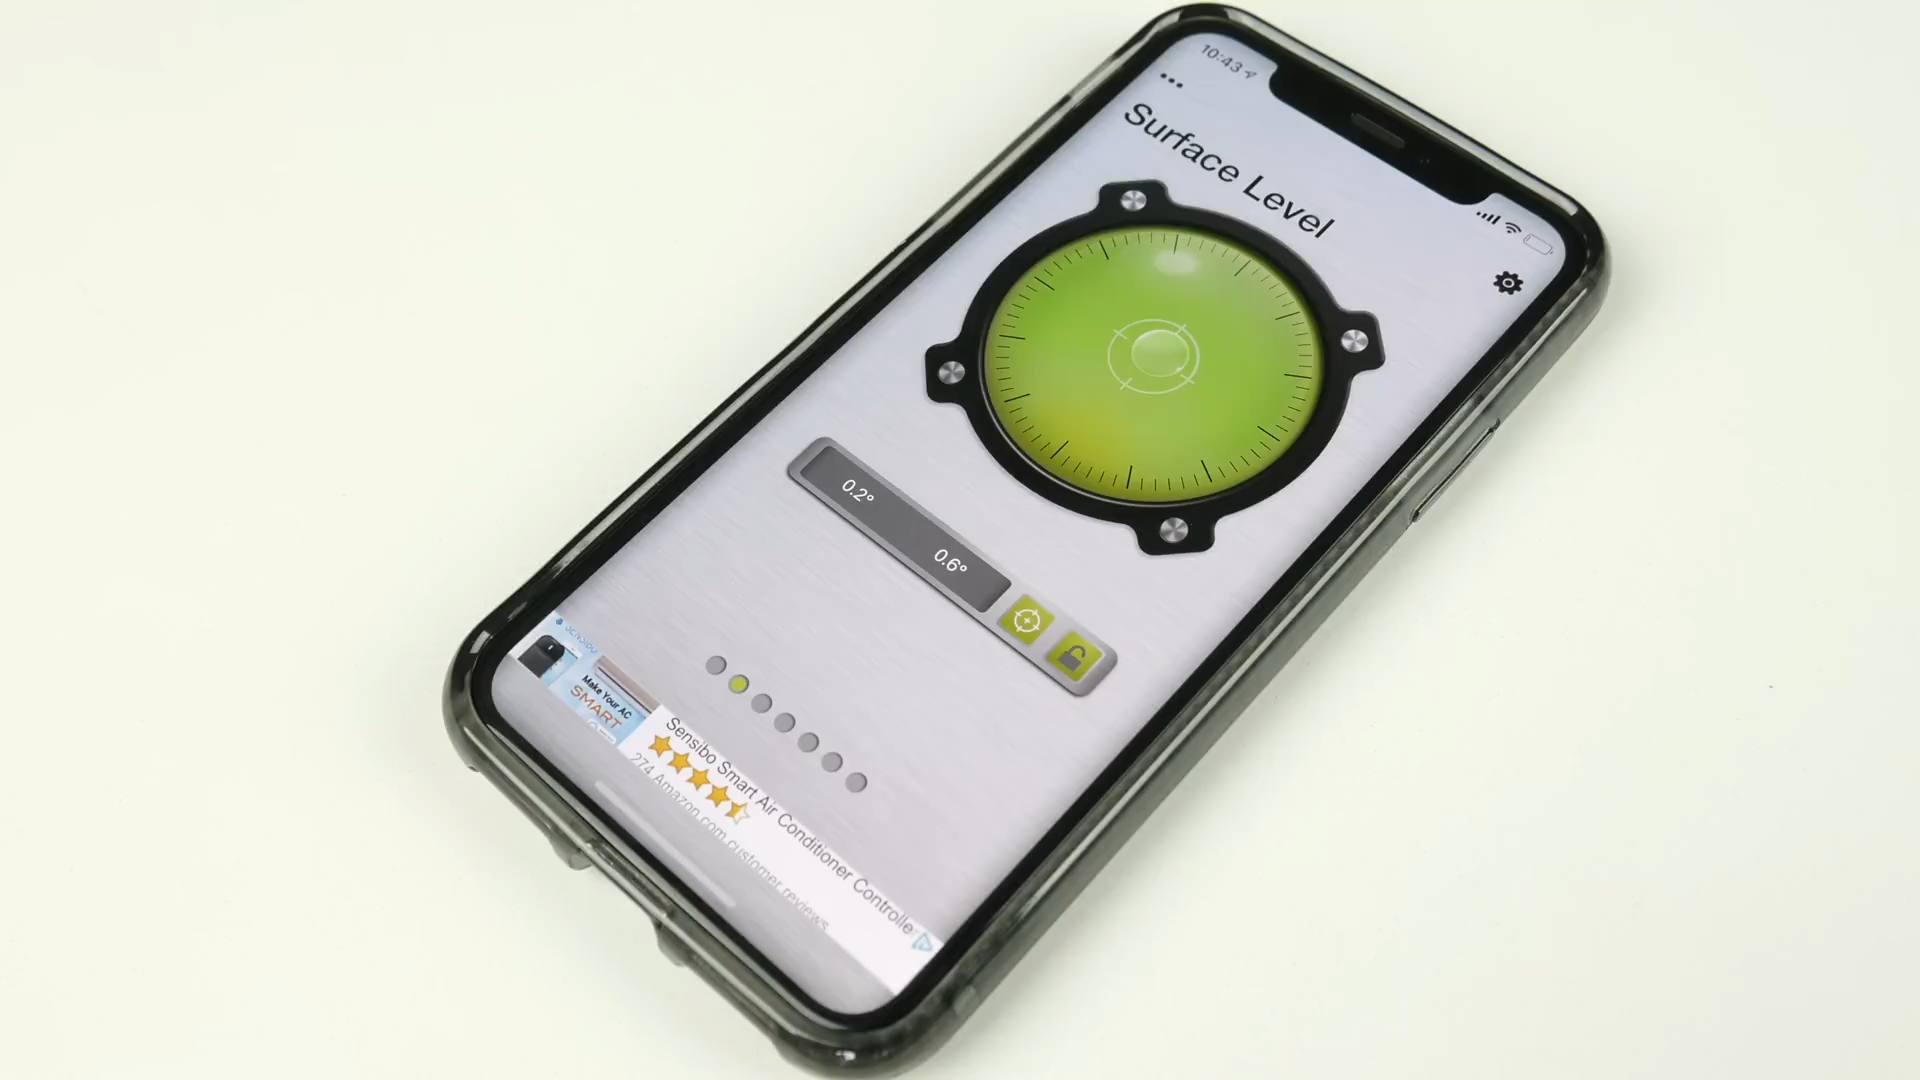 10:43
Surface Level
0.2°
0.6°
Make Your AC
SMART
Sensibo Smart Air Conditioner Controlle
274 Amazon.com customer reviews